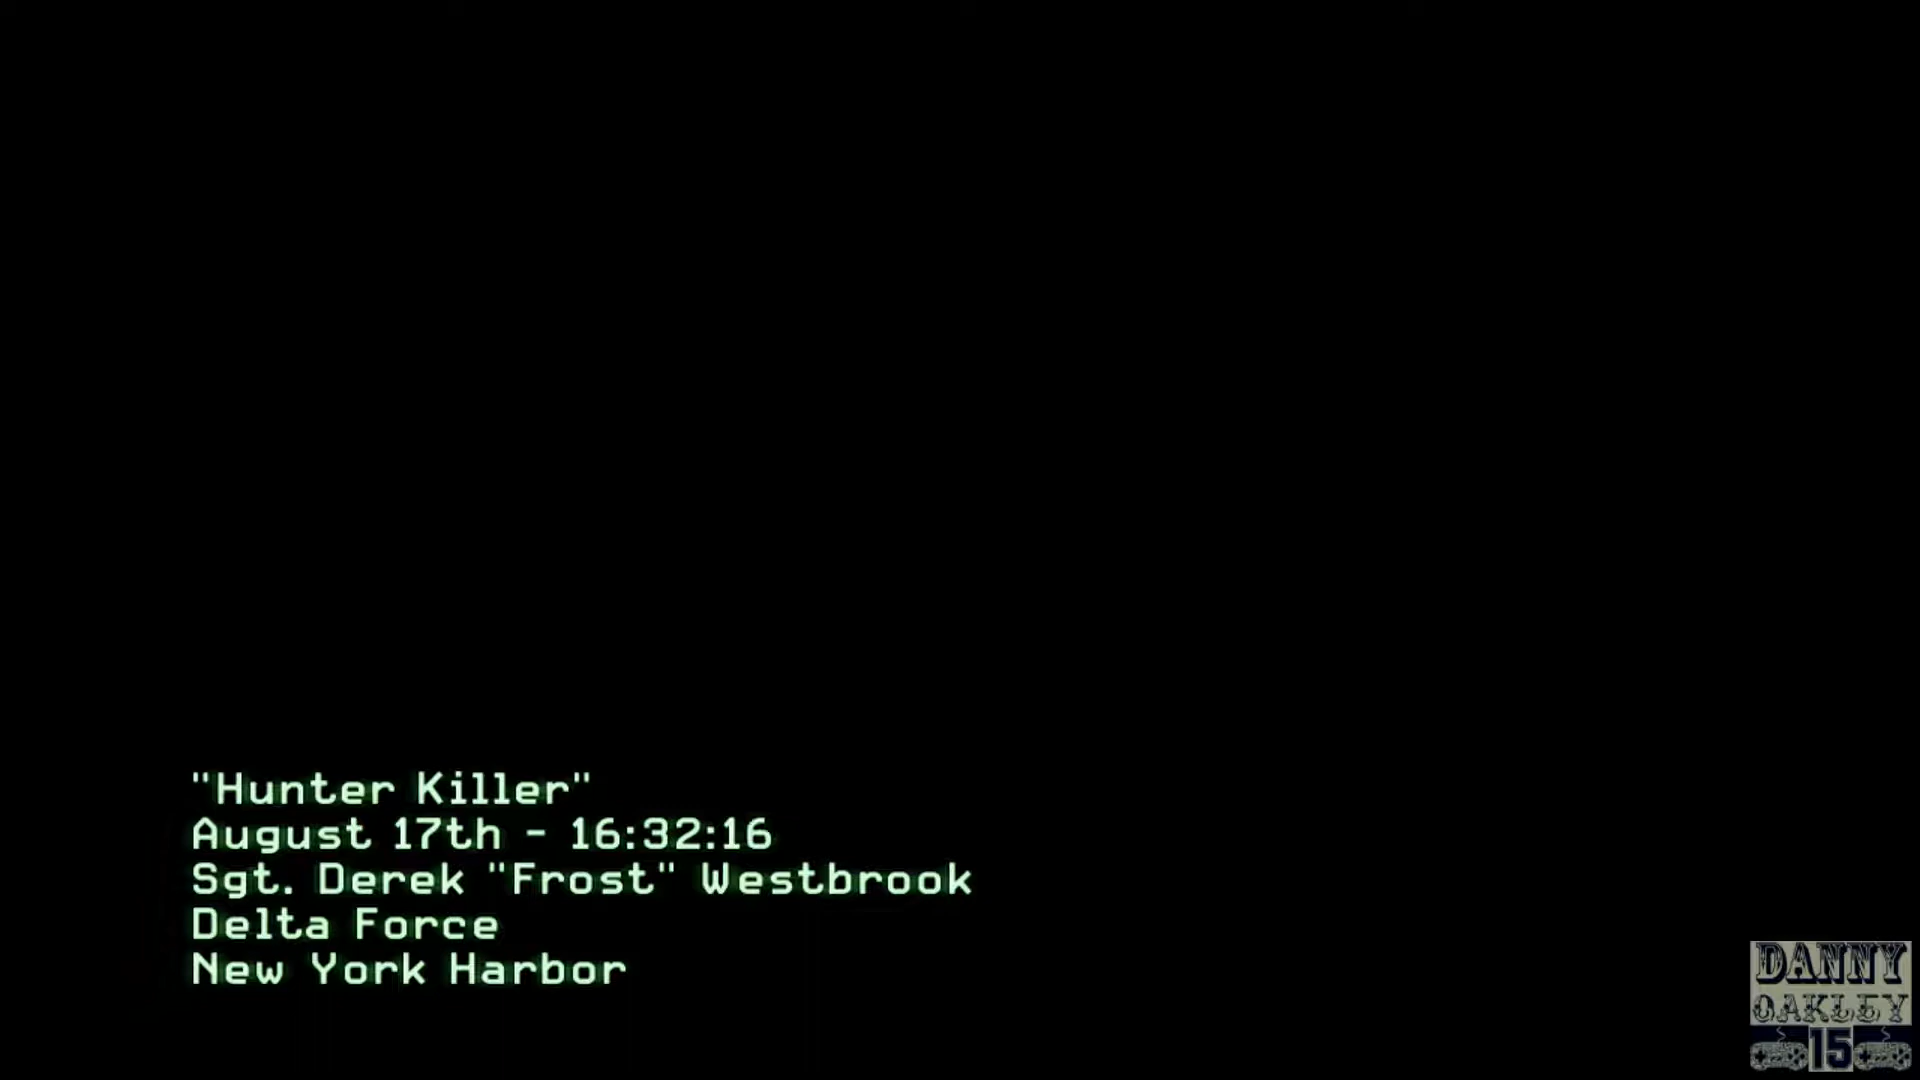 "Hunter Killer"
August 17th - 16:32:16
Sgt. Derek "Frost" Westbrook
Delta Force
New York Harbor
DANNY
OAKLEY
15